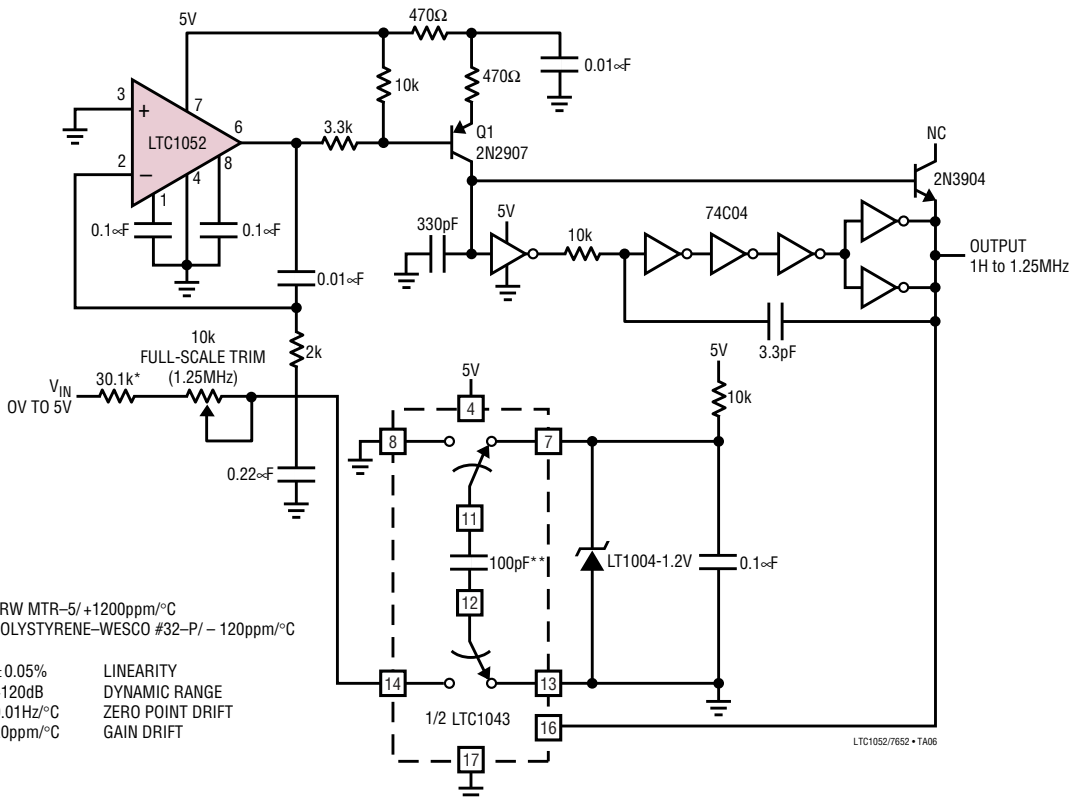 5V
470Ω
0.01∝F
470Ω
10k
3
+
7
LTC1052
6
3.3k
Q1
2N2907
2
–
8
4
1
0.1∝F
0.1∝F
NC
2N3904
330pF
5V
10k
74C04
OUTPUT
1H to 1.25MHz
0.01∝F
3.3pF
10k
FULL-SCALE TRIM
(1.25MHz)
2k
VIN
0V TO 5V
30.1k*
5V
10k
5V
4
8
7
0.22∝F
11
100pF**
LT1004-1.2V
0.1∝F
12
RW MTR–5/ +1200ppm/°C
OLYSTYRENE–WESCO #32–P/ – 120ppm/°C
0.05% LINEARITY
120dB DYNAMIC RANGE
.01Hz/°C ZERO POINT DRIFT
0ppm/°C GAIN DRIFT
14
13
1/2 LTC1043
16
17
LTC1052/7652 • TA06